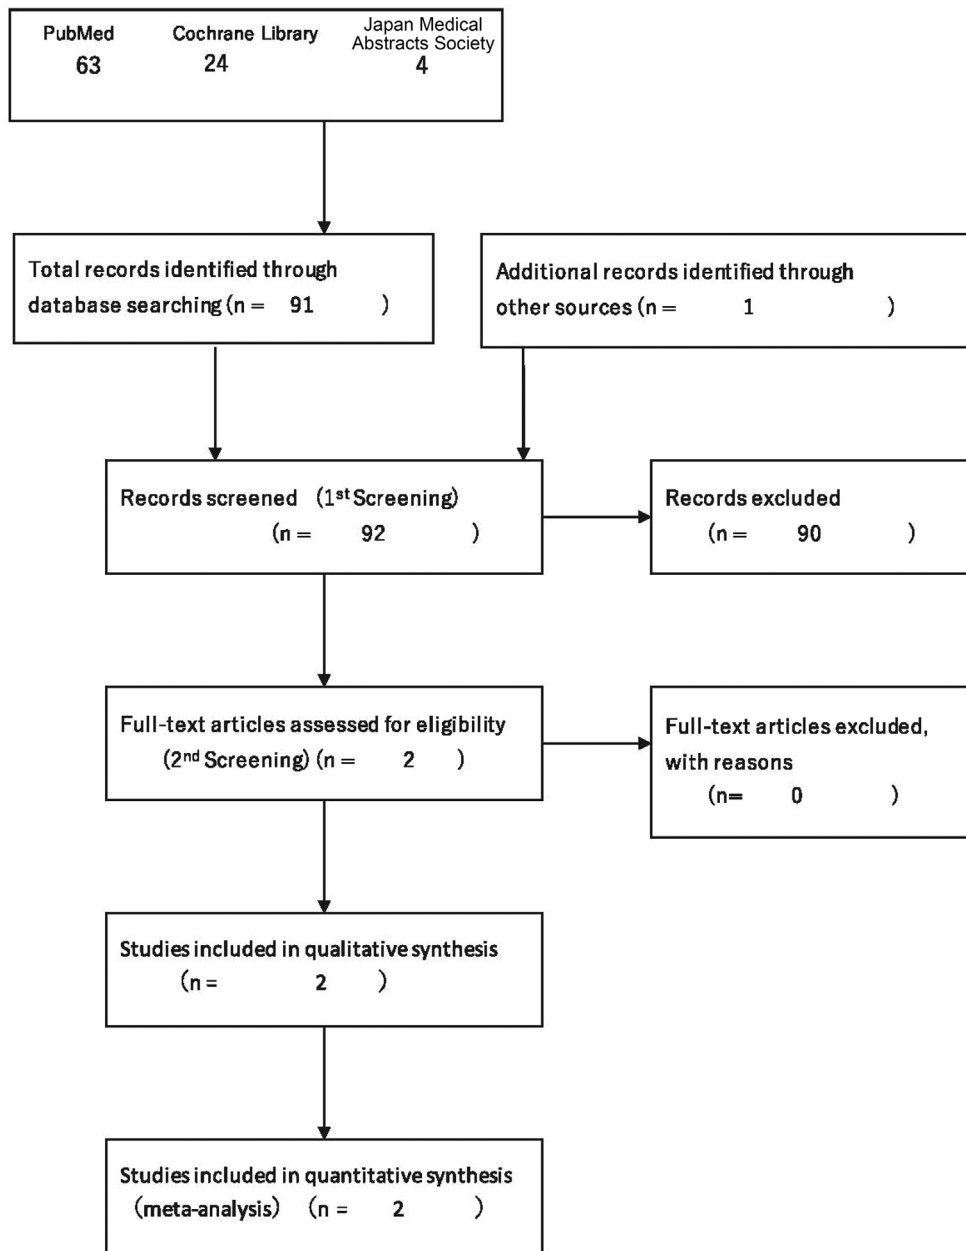 PubMed
Cochrane Library
Japan Medical
Abstracts Society
63
24
4
Total records identified through
database searching (n = 91 )
Additional records identified through
other sources (n = 1 )
Records screened (1st Screening)
(n = 92 )
Records excluded
(n = 90 )
Full-text articles assessed for eligibility
(2nd Screening) (n = 2 )
Full-text articles excluded,
with reasons
(n= 0 )
Studies included in qualitative synthesis
(n = 2 )
Studies included in quantitative synthesis
(meta-analysis) (n = 2 )